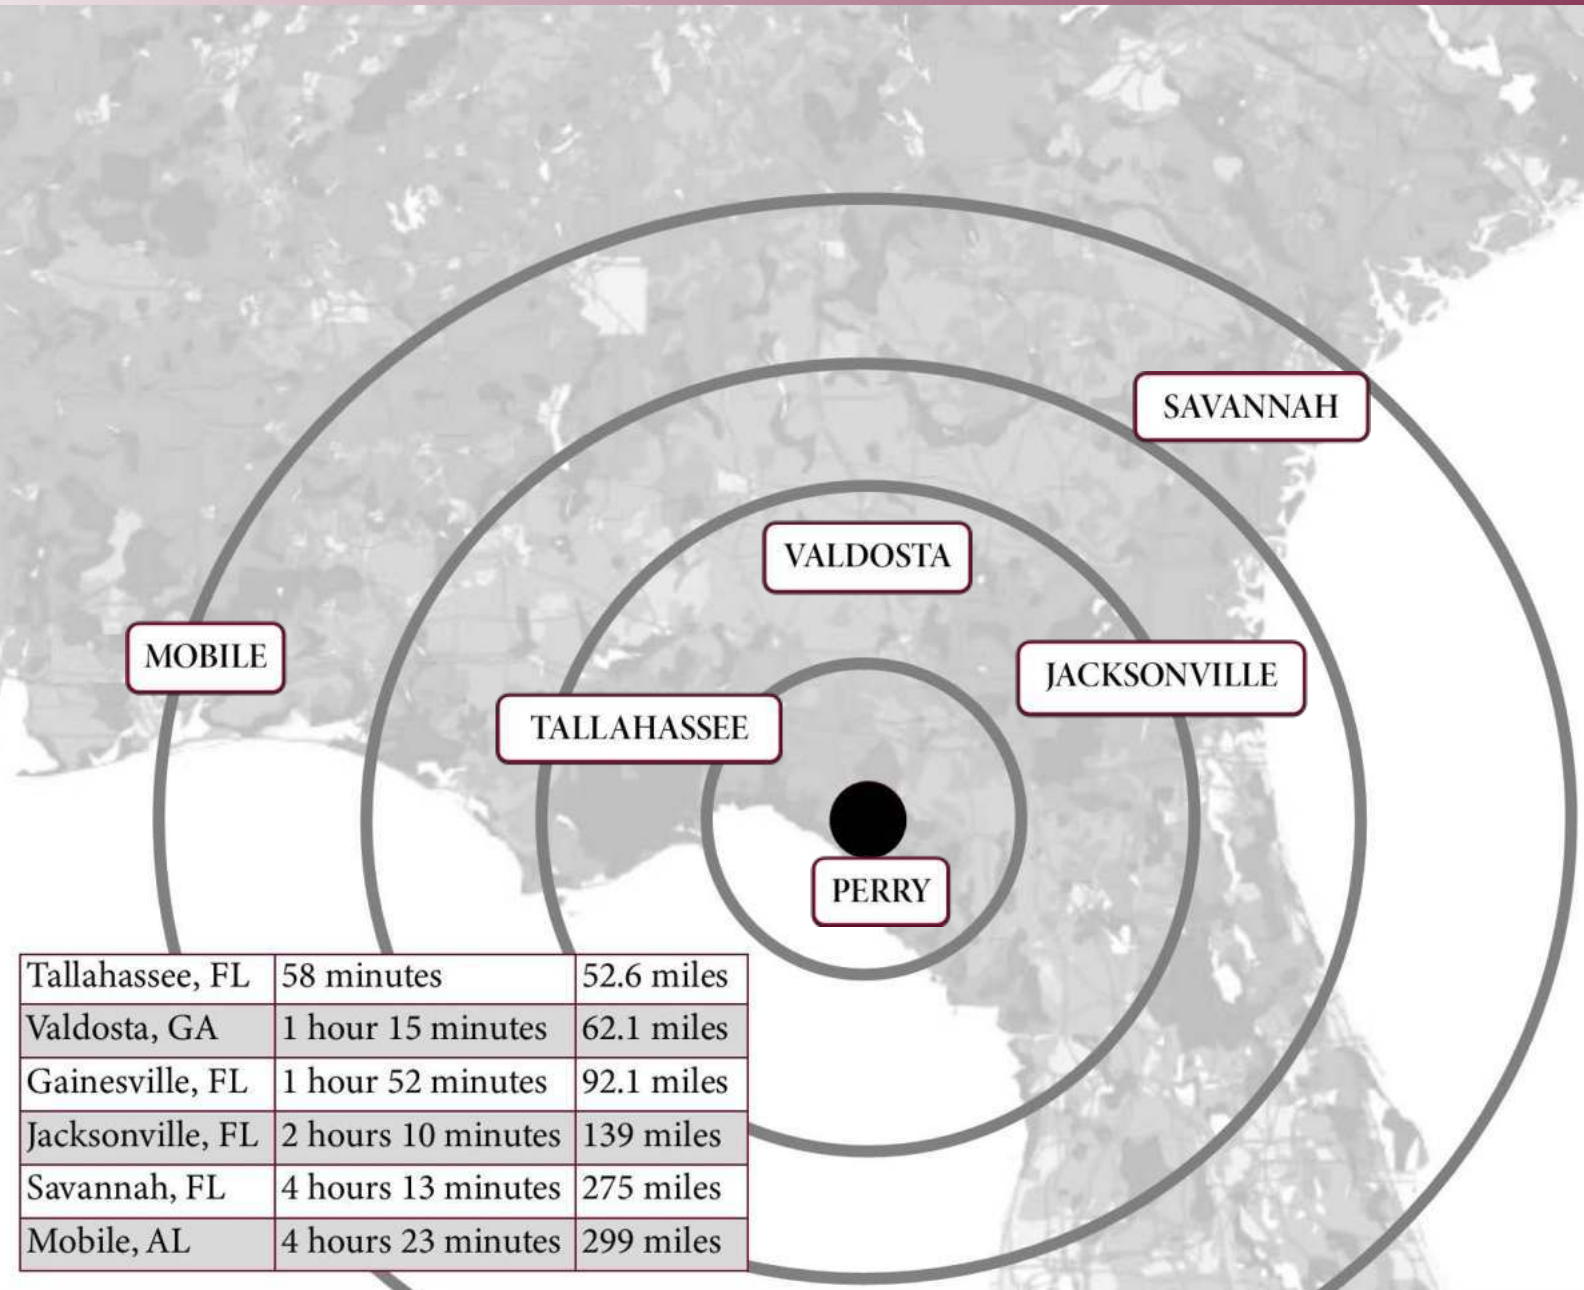 SAVANNAH
VALDOSTA
MOBILE
JACKSONVILLE
TALLAHASSEE
PERRY
Tallahassee, FL 58 minutes 52.6 miles
Valdosta, GA 1 hour 15 minutes 62.1 miles
Gainesville, FL 1 hour 52 minutes 92.1 miles
Jacksonville, FL 2 hours 10 minutes 139 miles
Savannah, FL 4 hours 13 minutes 275 miles
Mobile, AL 4 hours 23 minutes 299 miles